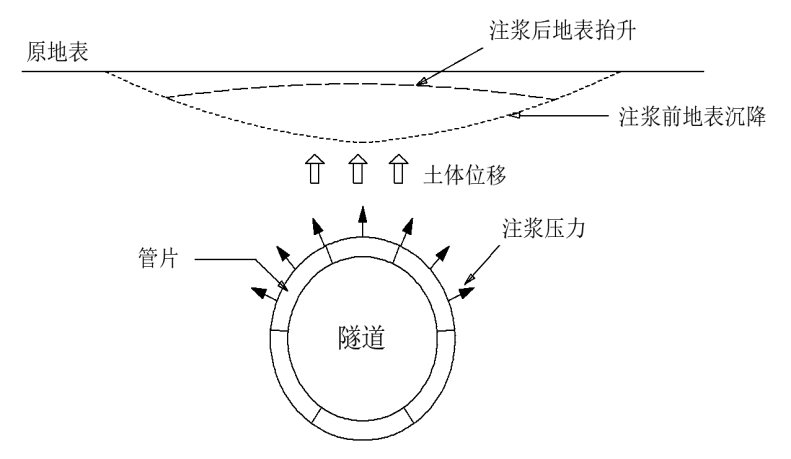 注浆后地表抬升
原地表
注浆前地表沉降
土体位移
注浆压力
管片
隧道